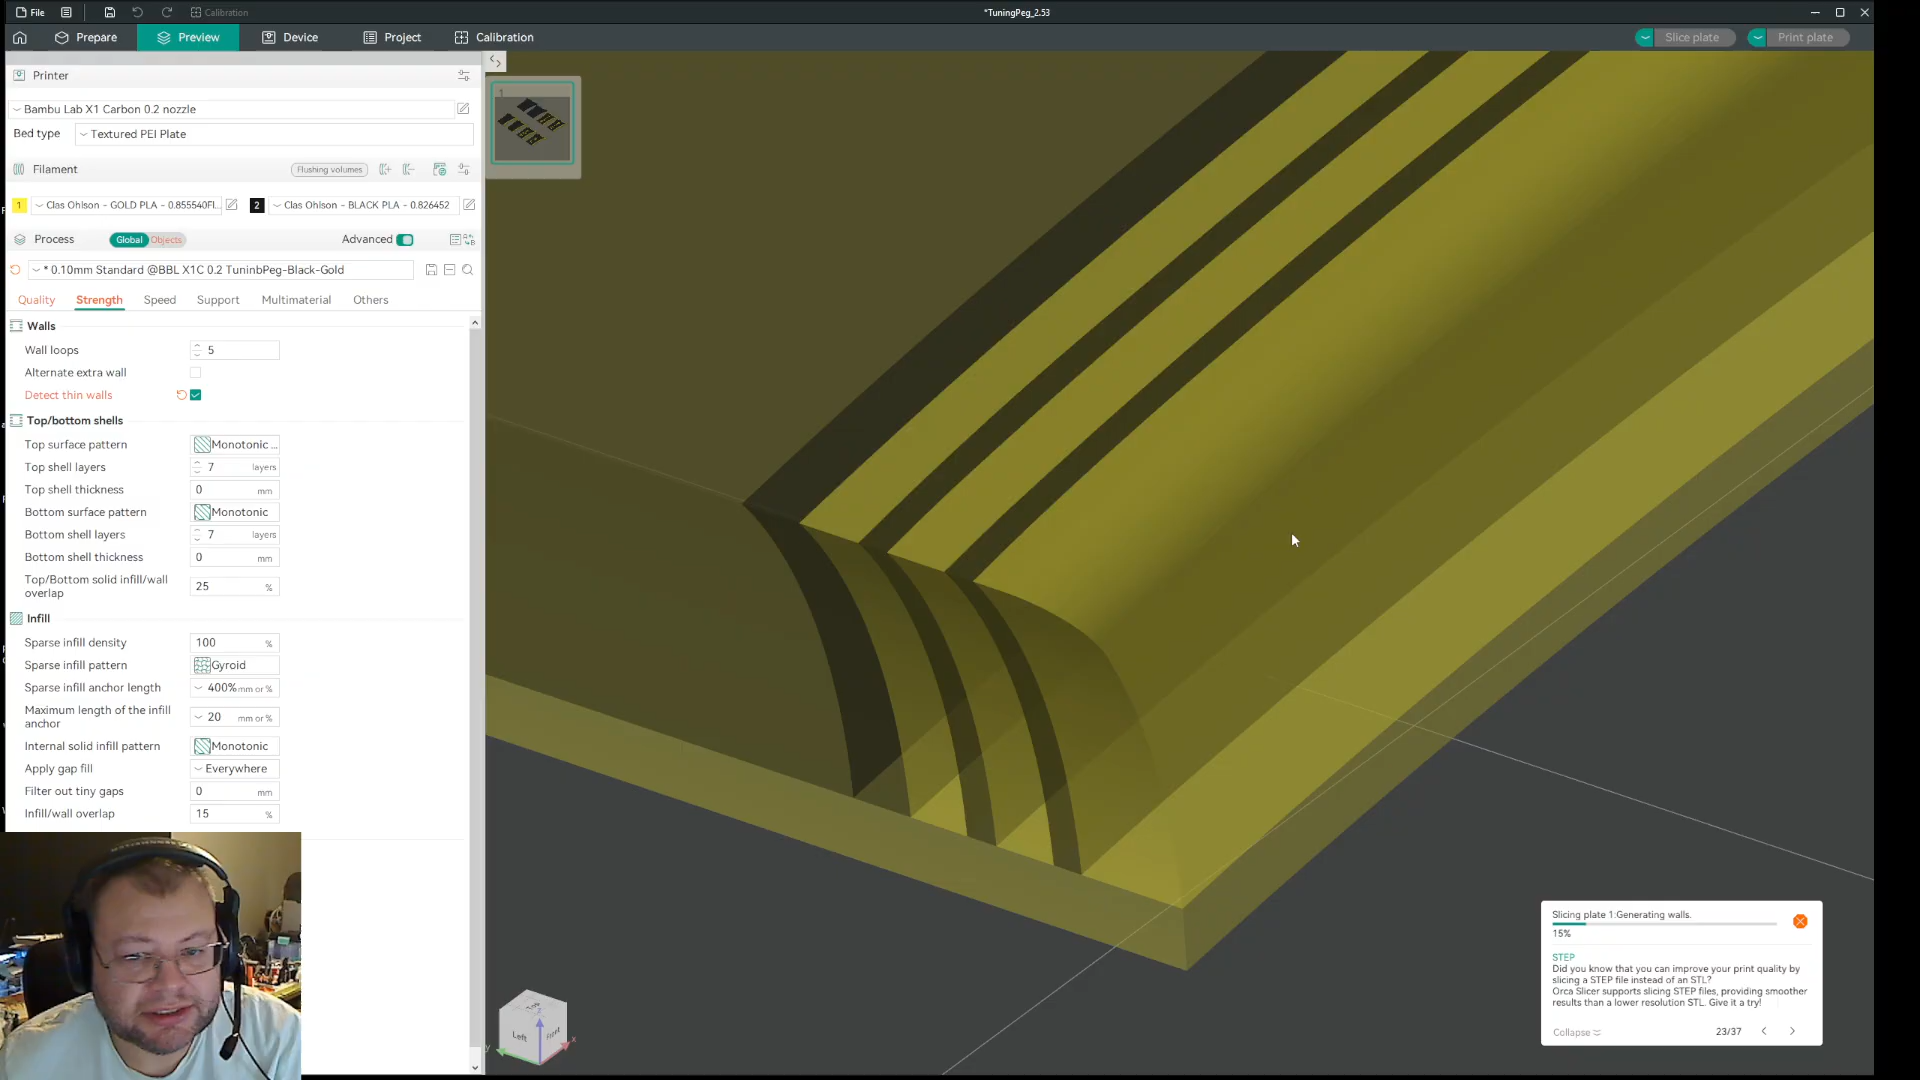 File
Calibration
*TuningPeg_2.53
Prepare
Preview
Device
Project
Calibration
Slice plate
Print plate
Printer
Bambu Lab X1 Carbon 0.2 nozzle
Bed type
Textured PEI Plate
Filament
Flushing volumes
1
Clas Ohlson - GOLD PLA - 0.855540Fl...
2
Clas Ohlson - BLACK PLA - 0.826452
Process
Global
Objects
Advanced
* 0.10mm Standard @BBL X1C 0.2 TuninbPeg-Black-Gold
Quality
Strength
Speed
Support
Multimaterial
Others
Walls
Wall loops
5
Alternate extra wall
Detect thin walls
Top/bottom shells
Top surface pattern
Monotonic ...
Top shell layers
7 layers
Top shell thickness
0 mm
Bottom surface pattern
Monotonic
Bottom shell layers
7 layers
Bottom shell thickness
0 mm
Top/Bottom solid infill/wall
overlap
25 %
Infill
Sparse infill density
100 %
Sparse infill pattern
Gyroid
Sparse infill anchor length
400% mm or %
Maximum length of the infill
anchor
20 mm or %
Internal solid infill pattern
Monotonic
Apply gap fill
Everywhere
Filter out tiny gaps
0 mm
Infill/wall overlap
15 %
1
Top
Left
Front
y
x
Slicing plate 1:Generating walls.
15%
STEP
Did you know that you can improve your print quality by
slicing a STEP file instead of an STL?
Orca Slicer supports slicing STEP files, providing smoother
results than a lower resolution STL. Give it a try!
Collapse
23/37